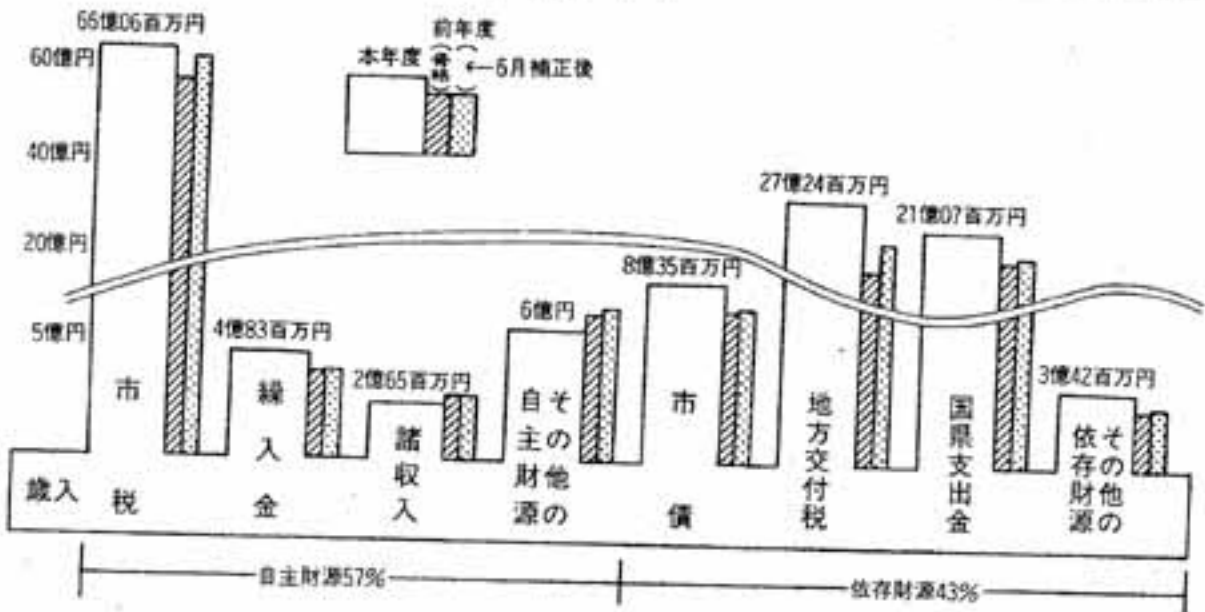 66億06百万円
60億円
40億円
20億円
5億円
前年度
本年度
(骨格)
←6月補正後
4億83百万円
2億65百万円
6億円
8億35百万円
27億24百万円
21億07百万円
3億42百万円
歳入
市税
繰入金
諸収入
その他の
自主財源
市債
地方交付税
国県支出金
その他の
依存財源
自主財源57%
依存財源43%